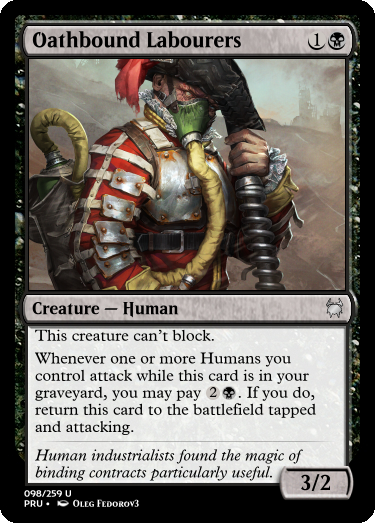 Oathbound Labourers 1
Creature — Human
This creature can't block.
Whenever one or more Humans you
control attack while this card is in your
graveyard, you may pay 2. If you do,
return this card to the battlefield tapped
and attacking.
Human industrialists found the magic of
binding contracts particularly useful.
3/2
098/259 U
PRU • Oleg Fedorov3